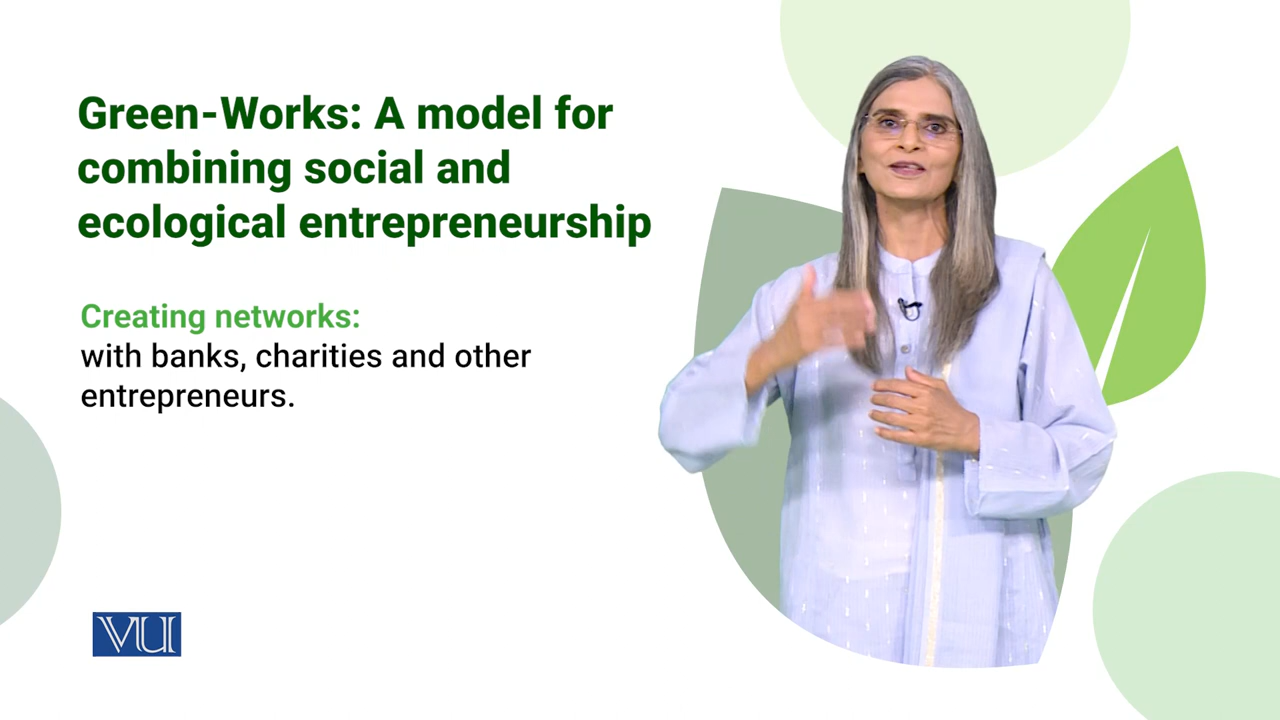 Green-Works: A model for
combining social and
ecological entrepreneurship
Creating networks:
with banks, charities and other
entrepreneurs.
VU